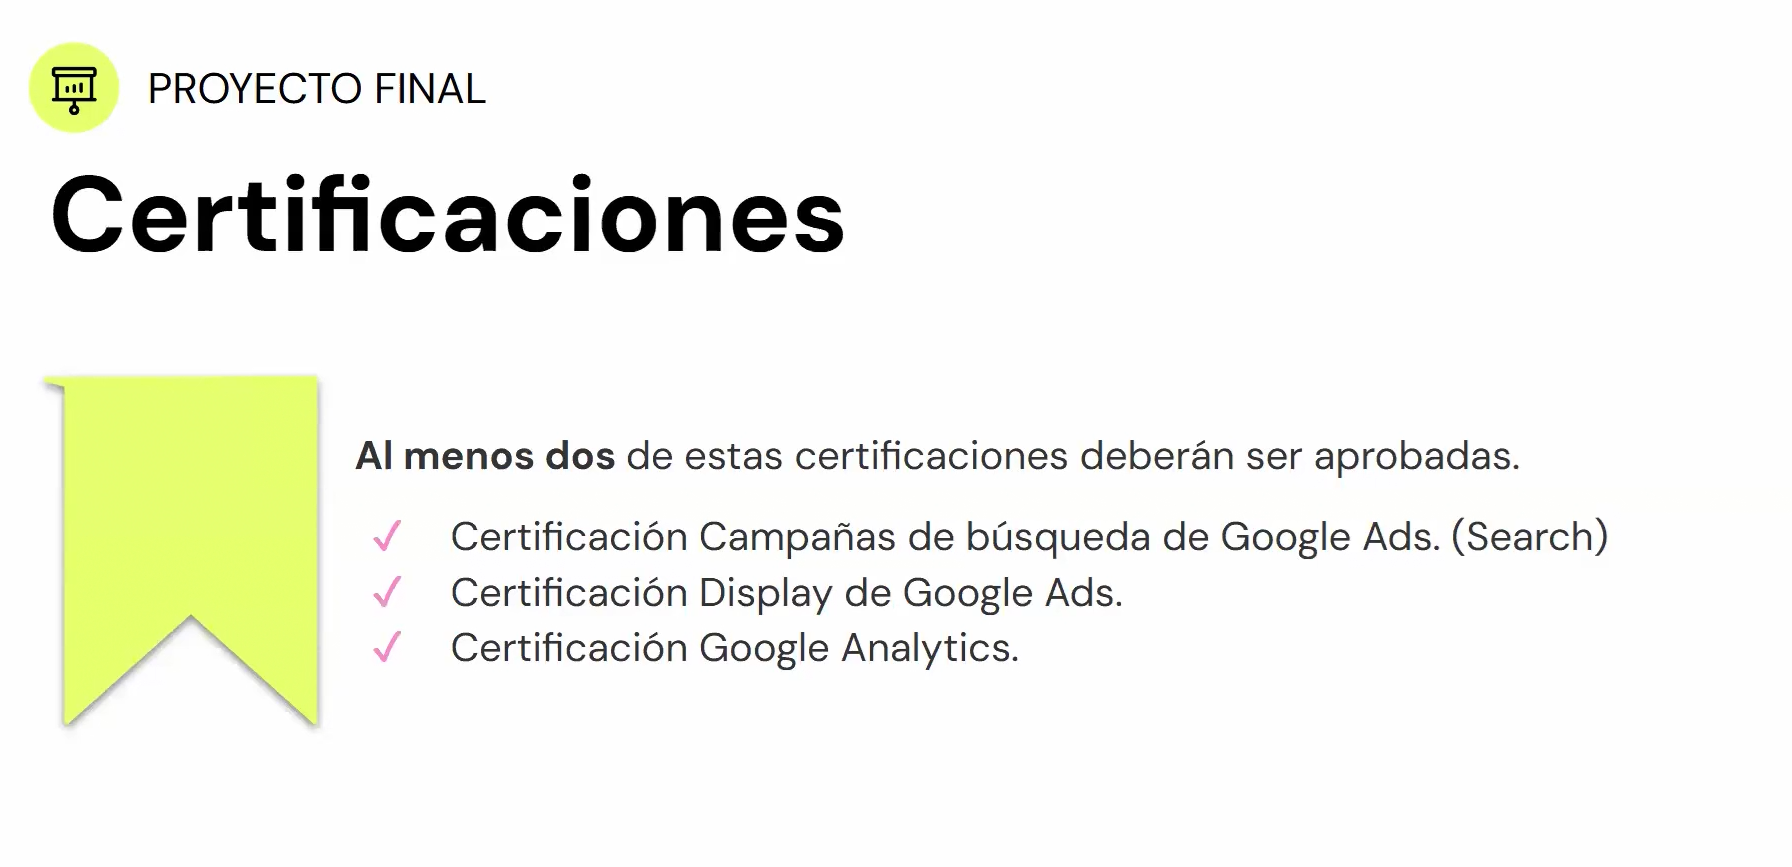 PROYECTO FINAL
Certificaciones
Al menos dos de estas certificaciones deberán ser aprobadas.
✓ Certificación Campañas de búsqueda de Google Ads. (Search)
✓ Certificación Display de Google Ads.
✓ Certificación Google Analytics.